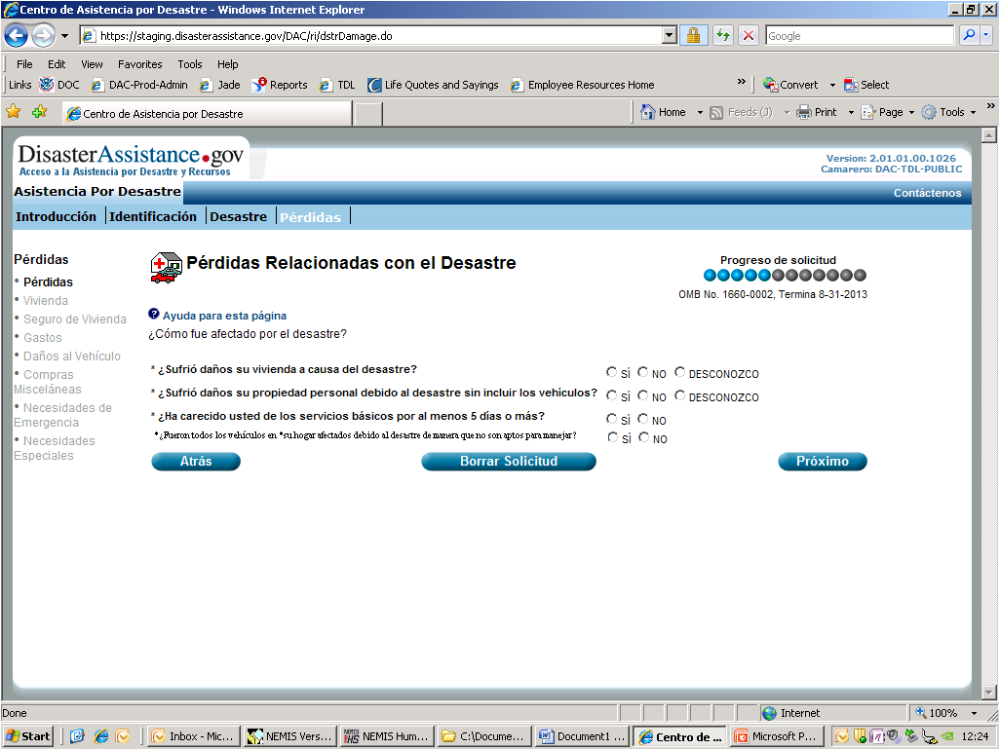 Centro de Asistencia por Desastre - Windows Internet Explorer
https://staging.disasterassistance.gov/DAC/ri/dstrDamage.do
Google
File Edit View Favorites Tools Help
Links DOC DAC-Prod-Admin Jade Reports TDL Life Quotes and Sayings Employee Resources Home » Convert Select
Centro de Asistencia por Desastre Home Feeds (J) Print Page Tools »
DisasterAssistance.gov
Acceso a la Asistencia por Desastre y Recursos
Version: 2.01.01.00.1026
Camarero: DAC-TDL-PUBLIC
Asistencia Por Desastre Contáctenos
Introducción Identificación Desastre Pérdidas
Pérdidas
• Pérdidas
• Vivienda
• Seguro de Vivienda
• Gastos
• Daños al Vehículo
• Compras
Misceláneas
• Necesidades de
Emergencia
• Necesidades
Especiales
Pérdidas Relacionadas con el Desastre
Progreso de solicitud
OMB No. 1660-0002, Termina 8-31-2013
? Ayuda para esta página
¿Cómo fue afectado por el desastre?
* ¿Sufrió daños su vivienda a causa del desastre? SÍ NO DESCONOZCO
* ¿Sufrió daños su propiedad personal debido al desastre sin incluir los vehículos? SÍ NO DESCONOZCO
* ¿Ha carecido usted de los servicios básicos por al menos 5 días o más? SÍ NO
*¿Fueron todos los vehículos en *su hogar afectados debido al desastre de manera que no son aptos para manejar? SÍ NO
Atrás Borrar Solicitud Próximo
Done Internet 100%
Start Inbox - Mic... NEMIS Vers... NEMIS Hum... C:\Docume... Document1 ... Centro de ... Microsoft P... 12:24